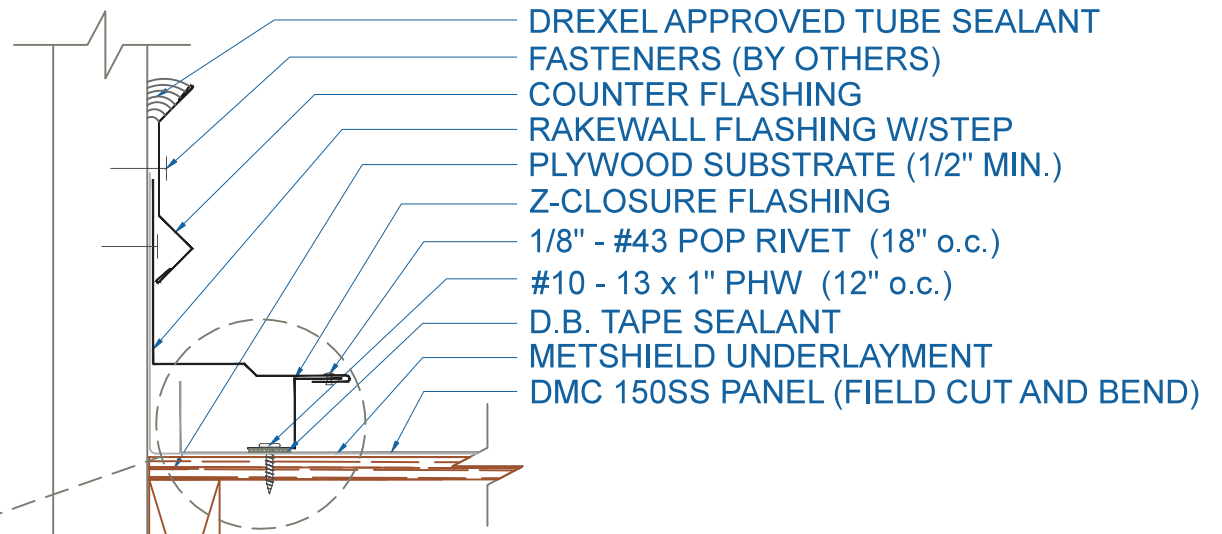 DREXEL APPROVED TUBE SEALANT
FASTENERS (BY OTHERS)
COUNTER FLASHING
RAKEWALL FLASHING W/STEP
PLYWOOD SUBSTRATE (1/2" MIN.)
Z-CLOSURE FLASHING
1/8" - #43 POP RIVET (18" o.c.)
#10 - 13 x 1" PHW (12" o.c.)
D.B. TAPE SEALANT
METSHIELD UNDERLAYMENT
DMC 150SS PANEL (FIELD CUT AND BEND)